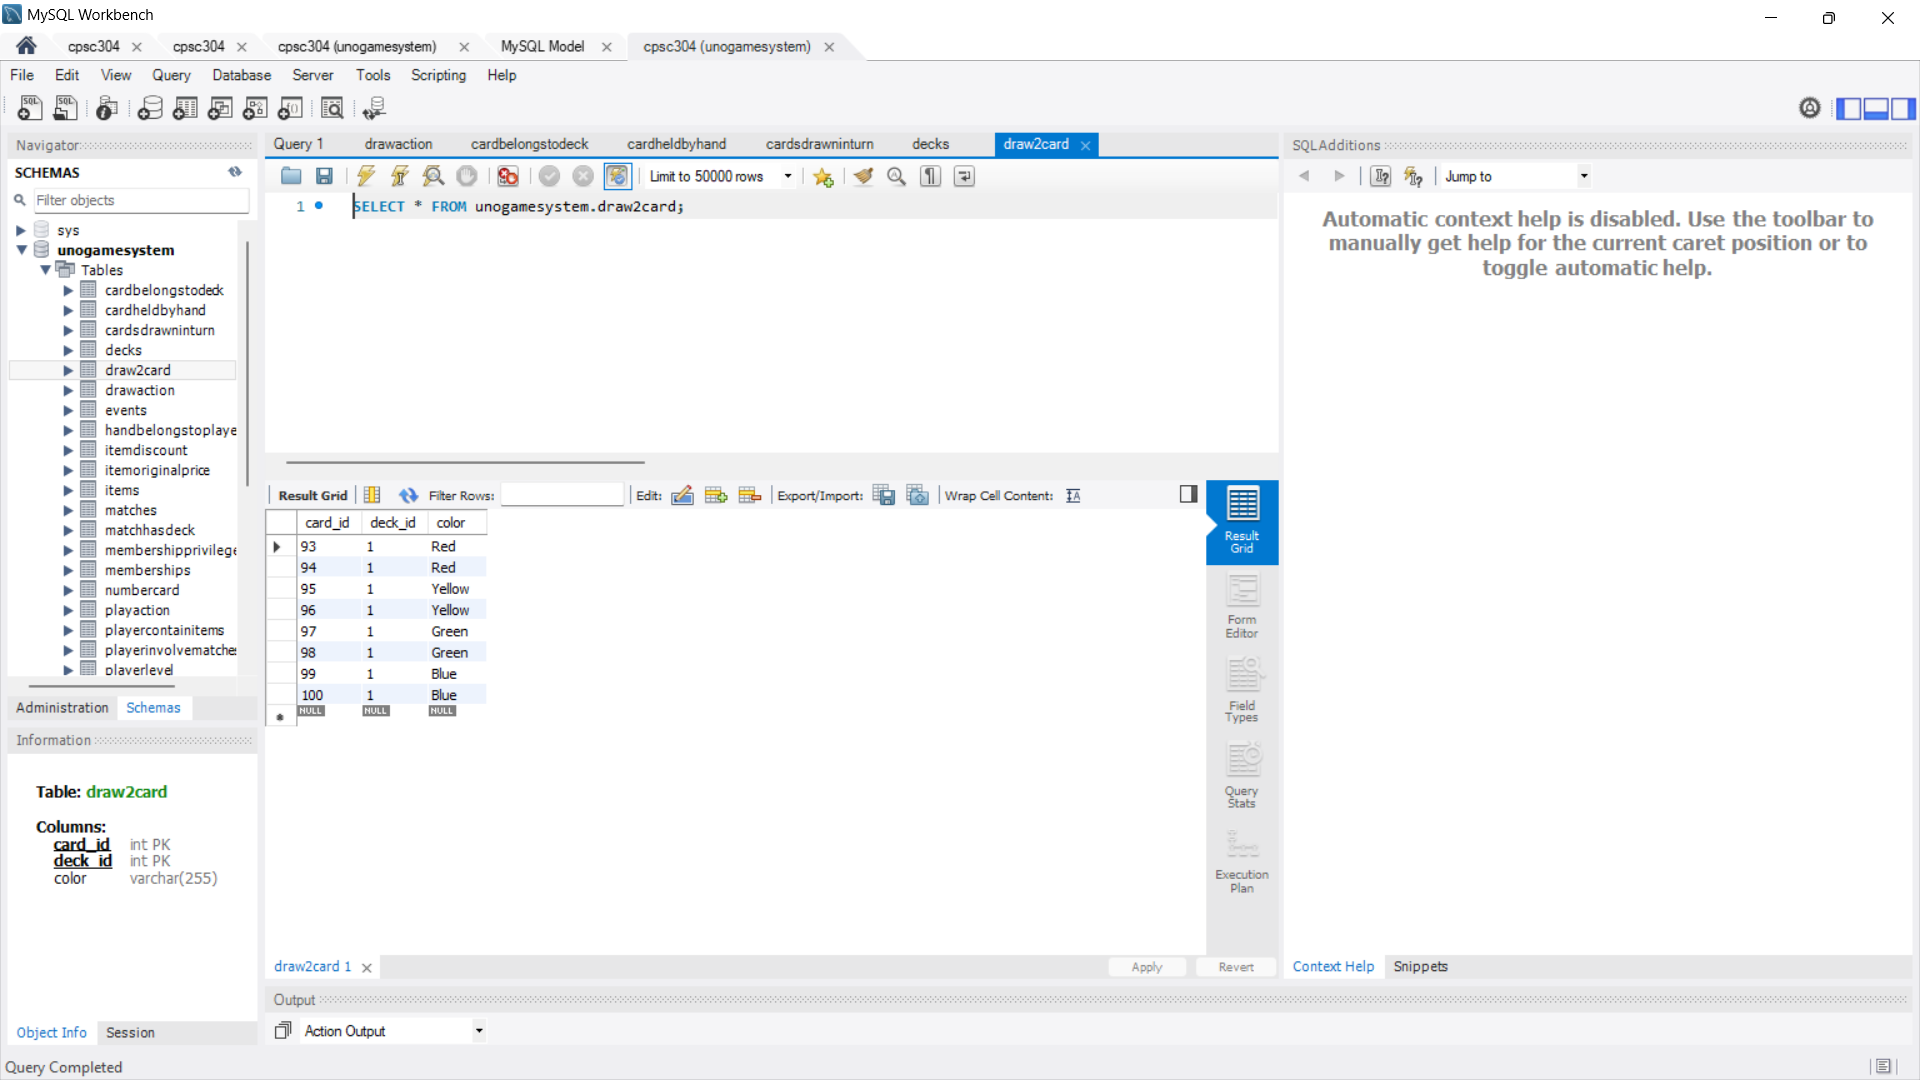 MySQL Workbench
cpsc304
cpsc304
cpsc304 (unogamesystem)
MySQL Model
cpsc304 (unogamesystem)
File Edit View Query Database Server Tools Scripting Help
Navigator
SCHEMAS
Filter objects
sys
unogamesystem
Tables
cardbelongstodeck
cardheldbyhand
cardsdrawninturn
decks
draw2card
drawaction
events
handbelongstoplaye
itemdiscount
itemoriginalprice
items
matches
matchhasdeck
membershipprivilege
memberships
numbercard
playaction
playercontainitems
playerinvolvematche
playerlevel
Administration Schemas
Information
Table: draw2card
Columns:
card_id int PK
deck_id int PK
color varchar(255)
Object Info Session
Query 1 drawaction cardbelongstodeck cardheldbyhand cardsdrawninturn decks draw2card
Limit to 50000 rows
1 SELECT * FROM unogamesystem.draw2card;
Result Grid Filter Rows: Edit: Export/Import: Wrap Cell Content:
card_id deck_id color
93 1 Red
94 1 Red
95 1 Yellow
96 1 Yellow
97 1 Green
98 1 Green
99 1 Blue
100 1 Blue
NULL NULL NULL
Result
Grid
Form
Editor
Field
Types
Query
Stats
Execution
Plan
draw2card 1
Apply Revert
SQLAdditions
Jump to
Automatic context help is disabled. Use the toolbar to
manually get help for the current caret position or to
toggle automatic help.
Context Help Snippets
Output
Action Output
Query Completed